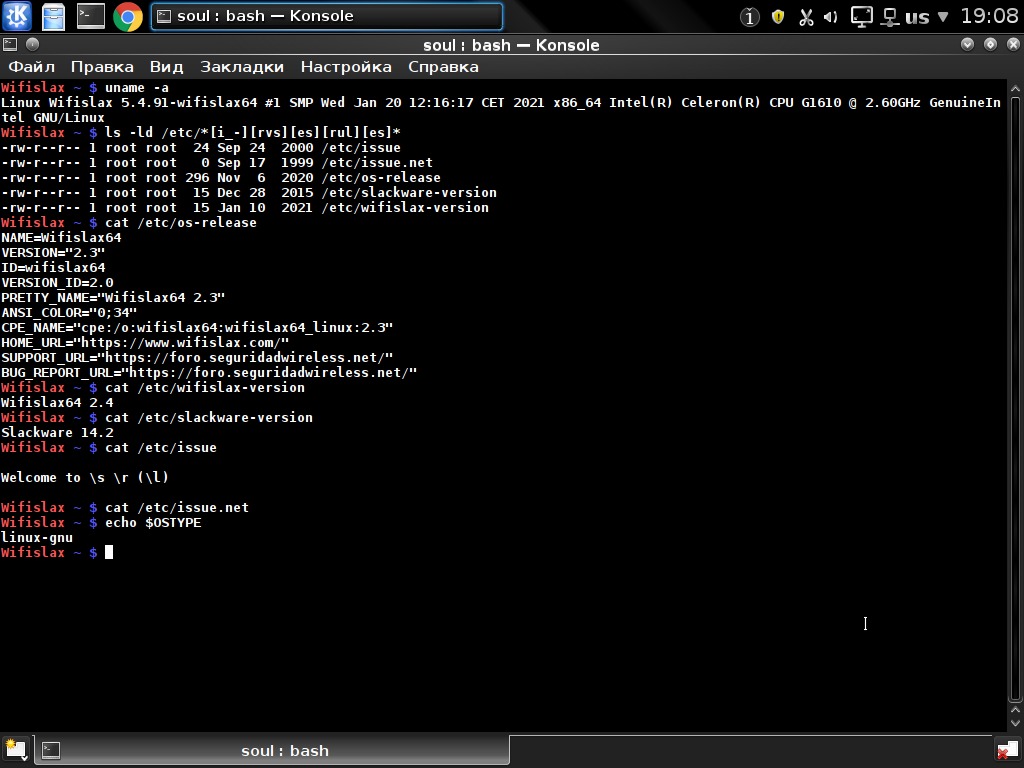 soul : bash — Konsole
us
19:08
soul : bash — Konsole
Файл Правка Вид Закладки Настройка Справка
Wifislax ~ $ uname -a
Linux Wifislax 5.4.91-wifislax64 #1 SMP Wed Jan 20 12:16:17 CET 2021 x86_64 Intel(R) Celeron(R) CPU G1610 @ 2.60GHz GenuineIn
tel GNU/Linux
Wifislax ~ $ ls -ld /etc/*[i_-][rvs][es][rul][es]*
-rw-r--r-- 1 root root  24 Sep 24  2000 /etc/issue
-rw-r--r-- 1 root root   0 Sep 17  1999 /etc/issue.net
-rw-r--r-- 1 root root 296 Nov  6  2020 /etc/os-release
-rw-r--r-- 1 root root  15 Dec 28  2015 /etc/slackware-version
-rw-r--r-- 1 root root  15 Jan 10  2021 /etc/wifislax-version
Wifislax ~ $ cat /etc/os-release
NAME=Wifislax64
VERSION="2.3"
ID=wifislax64
VERSION_ID=2.0
PRETTY_NAME="Wifislax64 2.3"
ANSI_COLOR="0;34"
CPE_NAME="cpe:/o:wifislax64:wifislax64_linux:2.3"
HOME_URL="https://www.wifislax.com/"
SUPPORT_URL="https://foro.seguridadwireless.net/"
BUG_REPORT_URL="https://foro.seguridadwireless.net/"
Wifislax ~ $ cat /etc/wifislax-version
Wifislax64 2.4
Wifislax ~ $ cat /etc/slackware-version
Slackware 14.2
Wifislax ~ $ cat /etc/issue
Welcome to \s \r (\l)
Wifislax ~ $ cat /etc/issue.net
Wifislax ~ $ echo $OSTYPE
linux-gnu
Wifislax ~ $
soul : bash